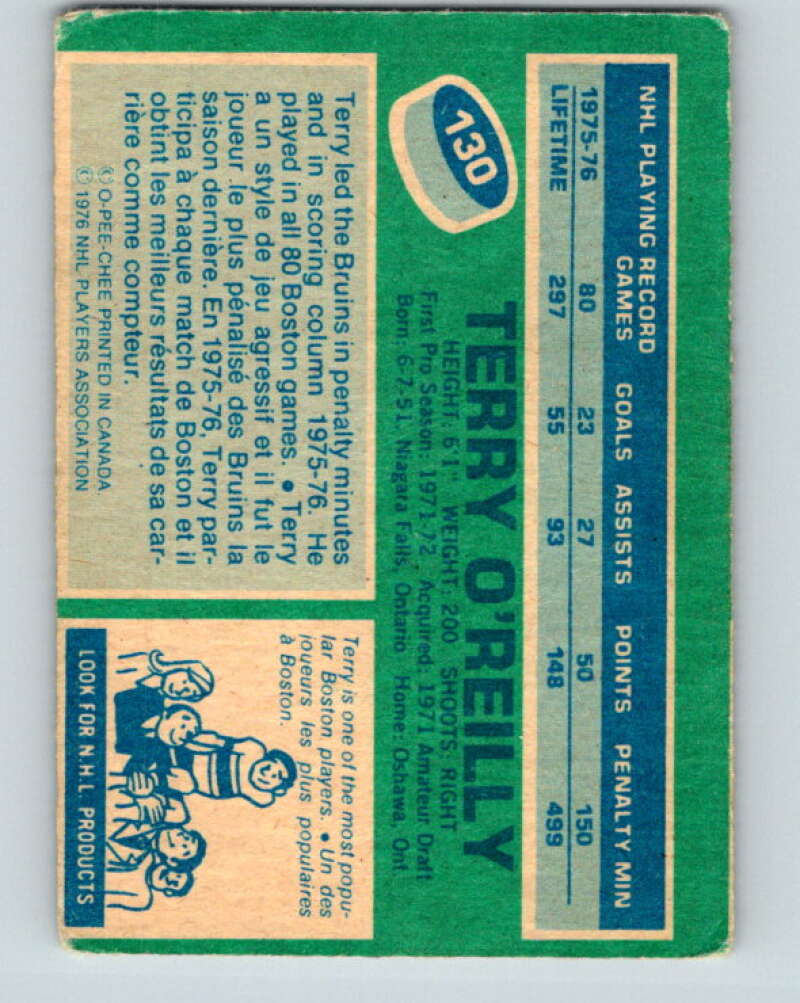 NHL PLAYING RECORD
GAMES GOALS ASSISTS POINTS PENALTY MIN
1975-76 80 23 27 50 150
LIFETIME 297 55 93 148 499
130
TERRY O'REILLY
HEIGHT: 6'1" WEIGHT: 200 SHOOTS: RIGHT
First Pro Season: 1971-72 Acquired: 1971 Amateur Draft
Born: 6-7-51, Niagara Falls, Ontario Home: Oshawa, Ont.
Terry led the Bruins in penalty minutes
and in scoring column 1975-76. He
played in all 80 Boston games. • Terry
a un style de jeu agressif et il fut le
joueur le plus pénalisé des Bruins la
saison dernière. En 1975-76, Terry par-
ticipa à chaque match de Boston et il
obtint les meilleurs résultats de sa car-
rière comme compteur.
© O-PEE-CHEE PRINTED IN CANADA
© 1976 NHL PLAYERS ASSOCIATION
Terry is one of the most popu-
lar Boston players. • Un des
joueurs les plus populaires
à Boston.
LOOK FOR N.H.L. PRODUCTS